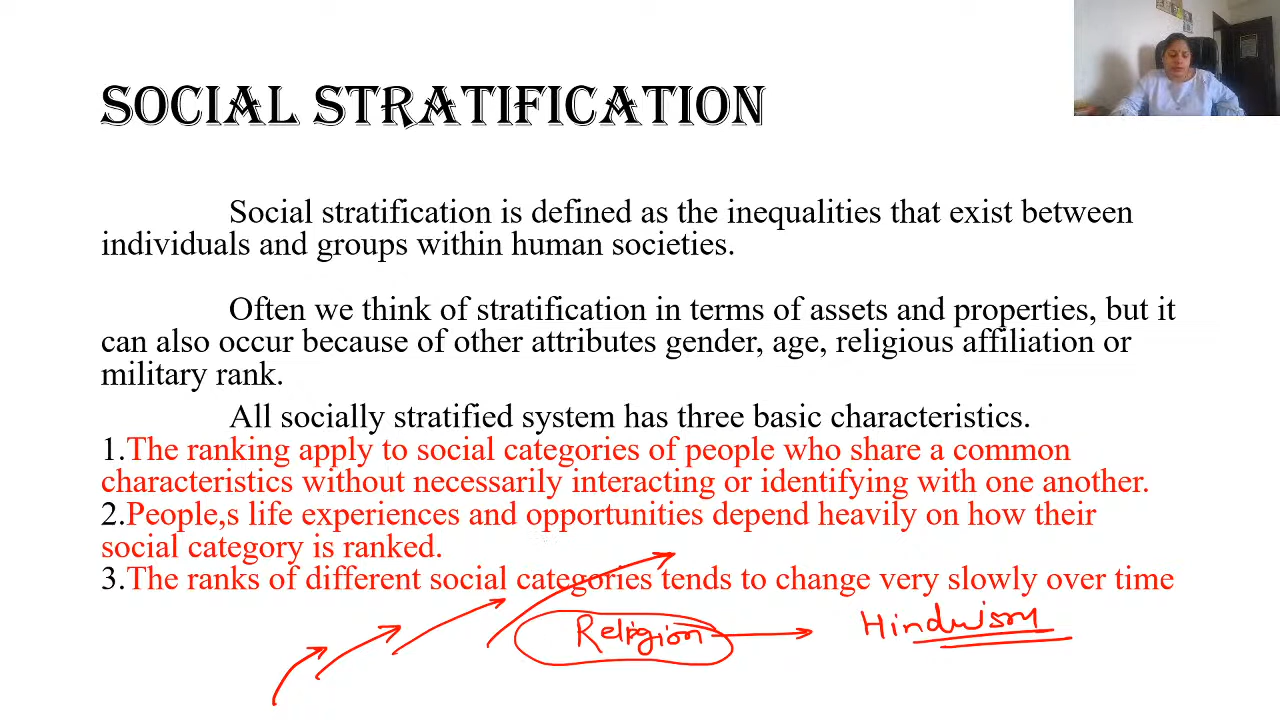 SOCIAL STRATIFICATION
Social stratification is defined as the inequalities that exist between
individuals and groups within human societies.
Often we think of stratification in terms of assets and properties, but it
can also occur because of other attributes gender, age, religious affiliation or
military rank.
All socially stratified system has three basic characteristics.
1.The ranking apply to social categories of people who share a common
characteristics without necessarily interacting or identifying with one another.
2.People,s life experiences and opportunities depend heavily on how their
social category is ranked.
3.The ranks of different social categories tends to change very slowly over time
Religion Hinduism